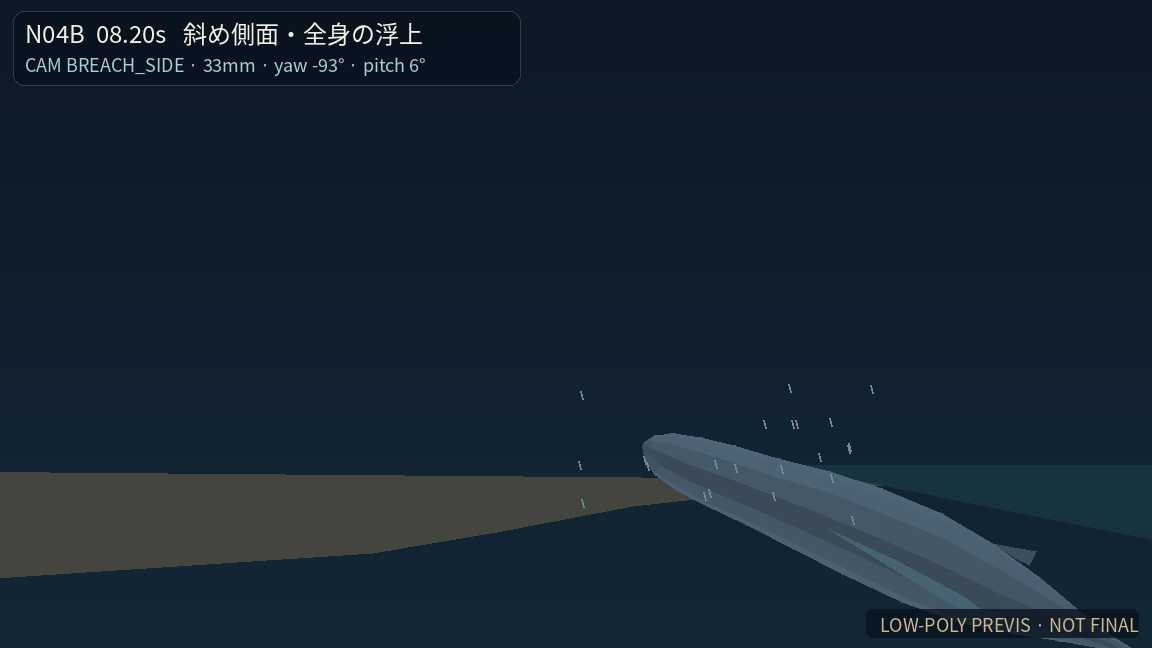 N04B 08.20s 斜め側面・全身の浮上
CAM BREACH_SIDE · 33mm · yaw -93° · pitch 6°
LOW-POLY PREVIS · NOT FINAL